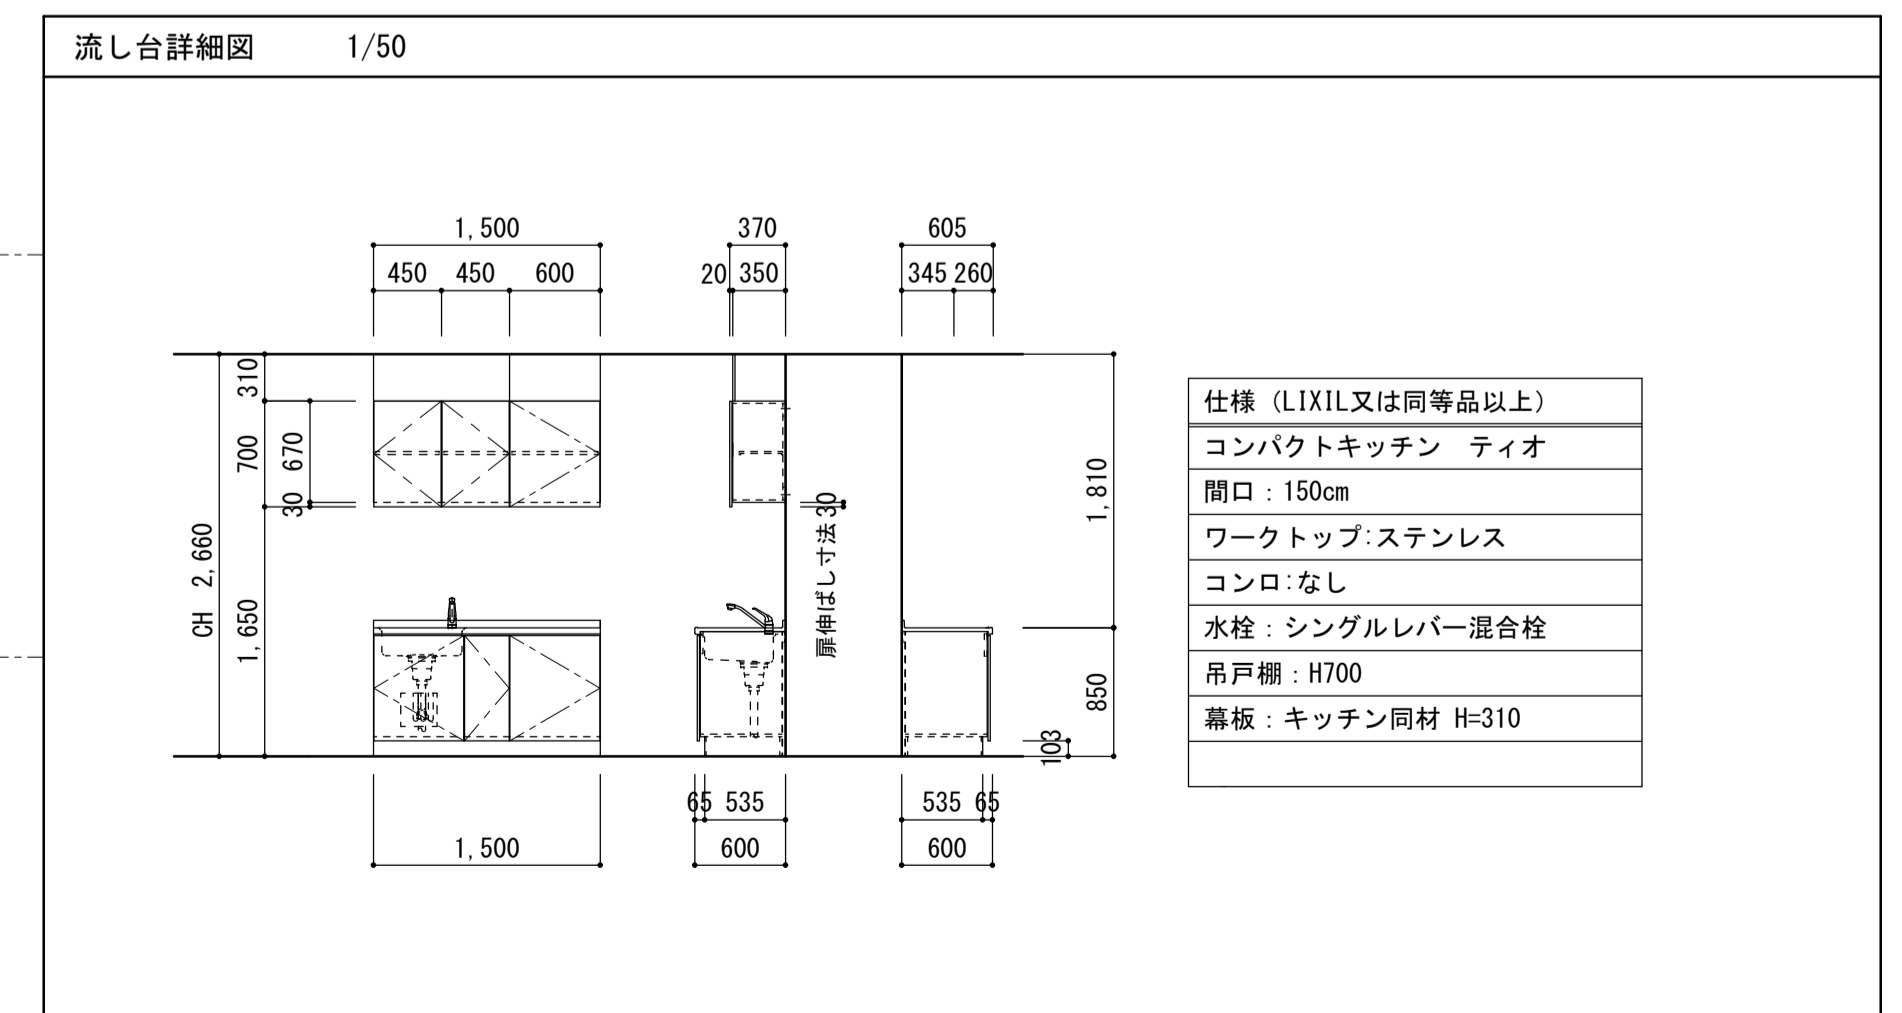 流し台詳細図 1/50
1,500 370 605
450 450 600 20 350 345 260
310
700
670
30
CH 2,660
1,650
扉伸ばし寸法30
1,810
850
103
65 535 535 65
1,500 600 600
仕様（LIXIL又は同等品以上）
コンパクトキッチン　ティオ
間口：150cm
ワークトップ:ステンレス
コンロ:なし
水栓：シングルレバー混合栓
吊戸棚：H700
幕板：キッチン同材 H=310